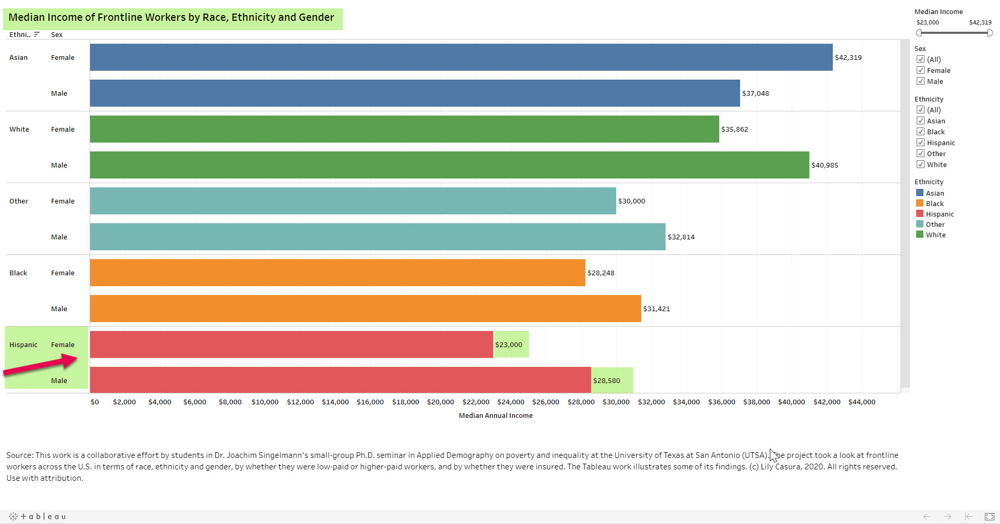 Median Income of Frontline Workers by Race, Ethnicity and Gender
Ethni.. Sex
Asian Female $42,319
Male $37,048
White Female $35,862
Male $40,985
Other Female $30,000
Male $32,814
Black Female $28,248
Male $31,421
Hispanic Female $23,000
Male $28,580
$0 $2,000 $4,000 $6,000 $8,000 $10,000 $12,000 $14,000 $16,000 $18,000 $20,000 $22,000 $24,000 $26,000 $28,000 $30,000 $32,000 $34,000 $36,000 $38,000 $40,000 $42,000 $44,000
Median Annual Income
Median Income
$23,000 $42,319
Sex
(All)
Female
Male
Ethnicity
(All)
Asian
Black
Hispanic
Other
White
Ethnicity
Asian
Black
Hispanic
Other
White
Source: This work is a collaborative effort by students in Dr. Joachim Singelmann's small-group Ph.D. seminar in Applied Demography on poverty and inequality at the University of Texas at San Antonio (UTSA). The project took a look at frontline
workers across the U.S. in terms of race, ethnicity and gender, by whether they were low-paid or higher-paid workers, and by whether they were insured. The Tableau work illustrates some of its findings. (c) Lily Casura, 2020. All rights reserved.
Use with attribution.
+ableau